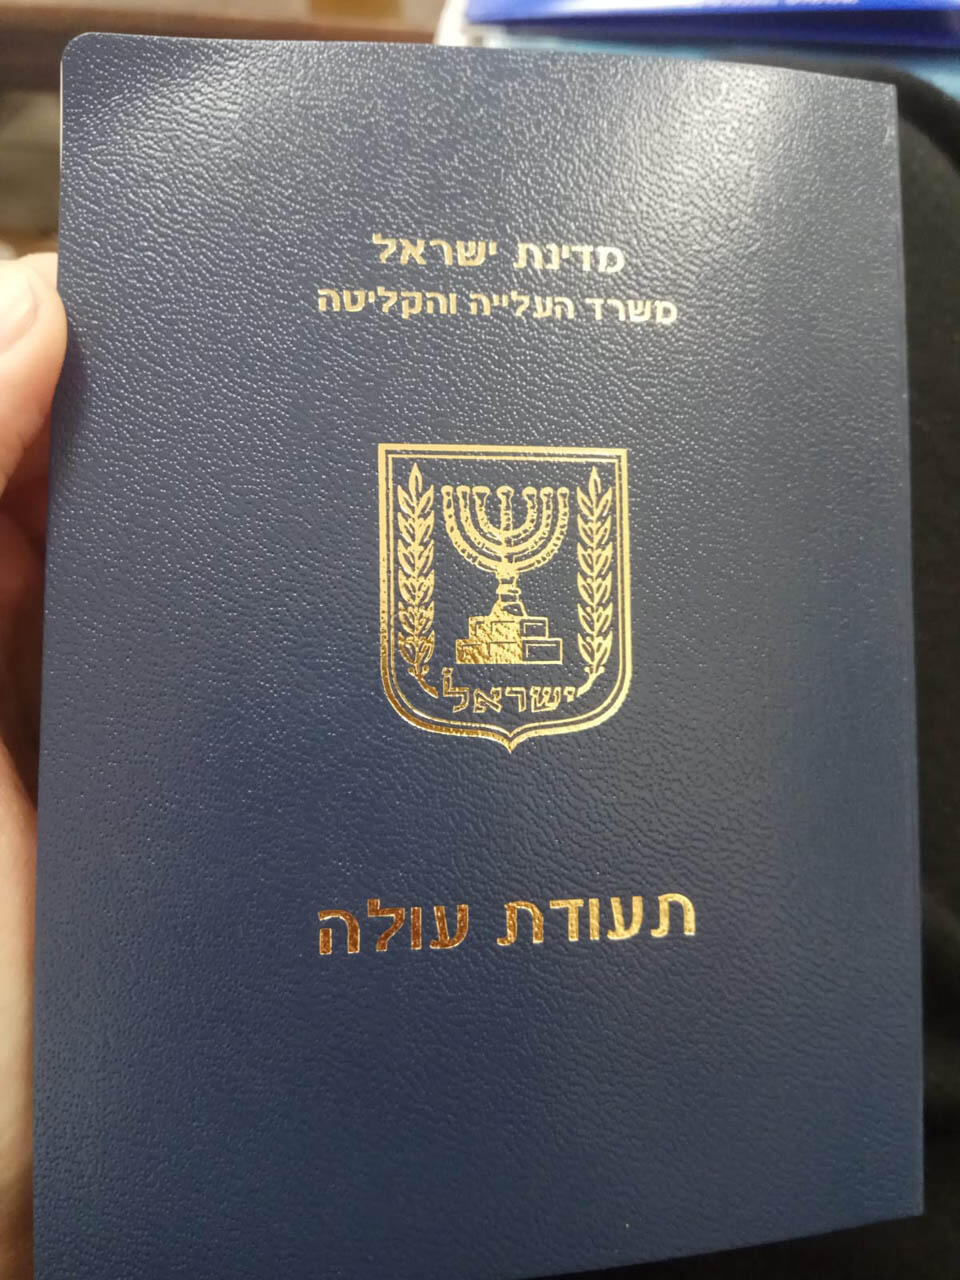 מדינת ישראל
משרד העלייה והקליטה
ישראל
תעודת עולה